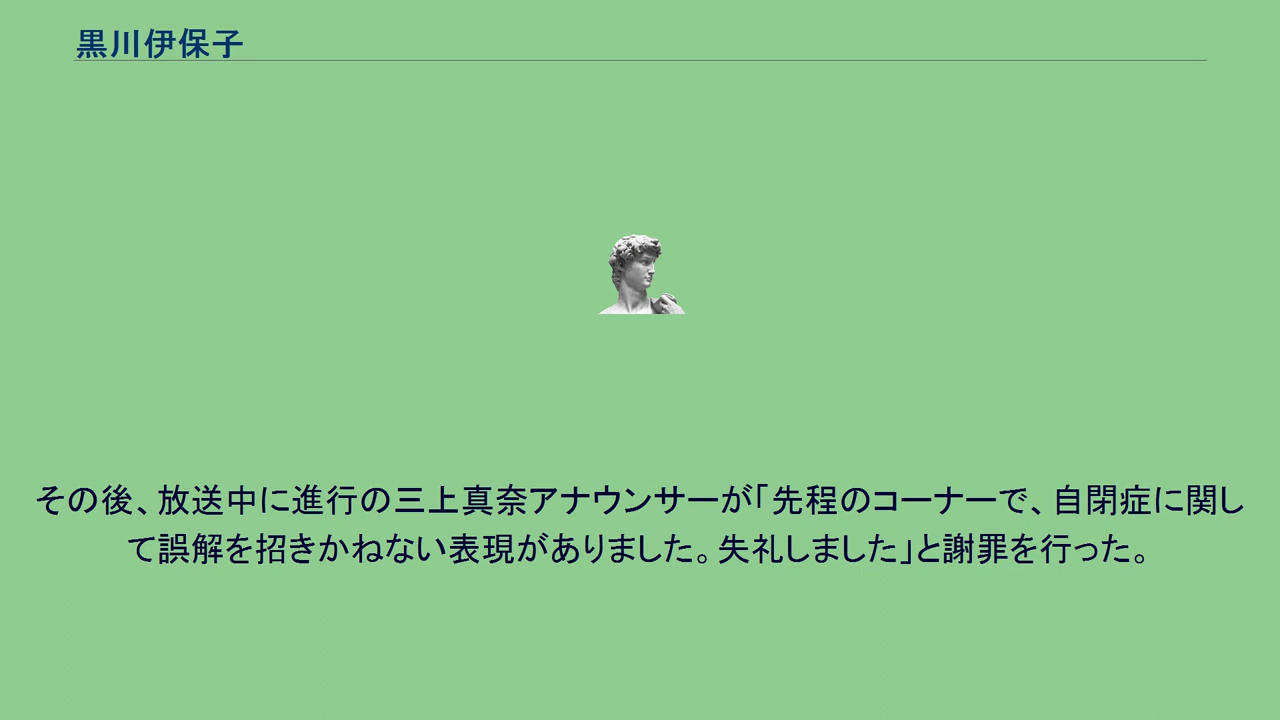 黒川伊保子
その後、放送中に進行の三上真奈アナウンサーが「先程のコーナーで、自閉症に関し
て誤解を招きかねない表現がありました。失礼しました」と謝罪を行った。